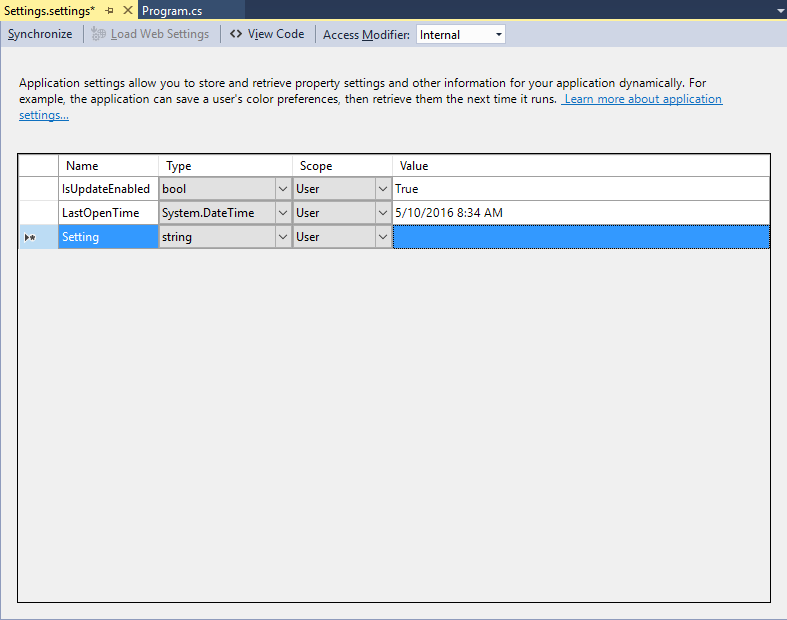 Settings.settings* Program.cs
Synchronize Load Web Settings View Code Access Modifier: Internal
Application settings allow you to store and retrieve property settings and other information for your application dynamically. For
example, the application can save a user's color preferences, then retrieve them the next time it runs. Learn more about application
settings...
Name Type Scope Value
IsUpdateEnabled bool User True
LastOpenTime System.DateTime User 5/10/2016 8:34 AM
Setting string User